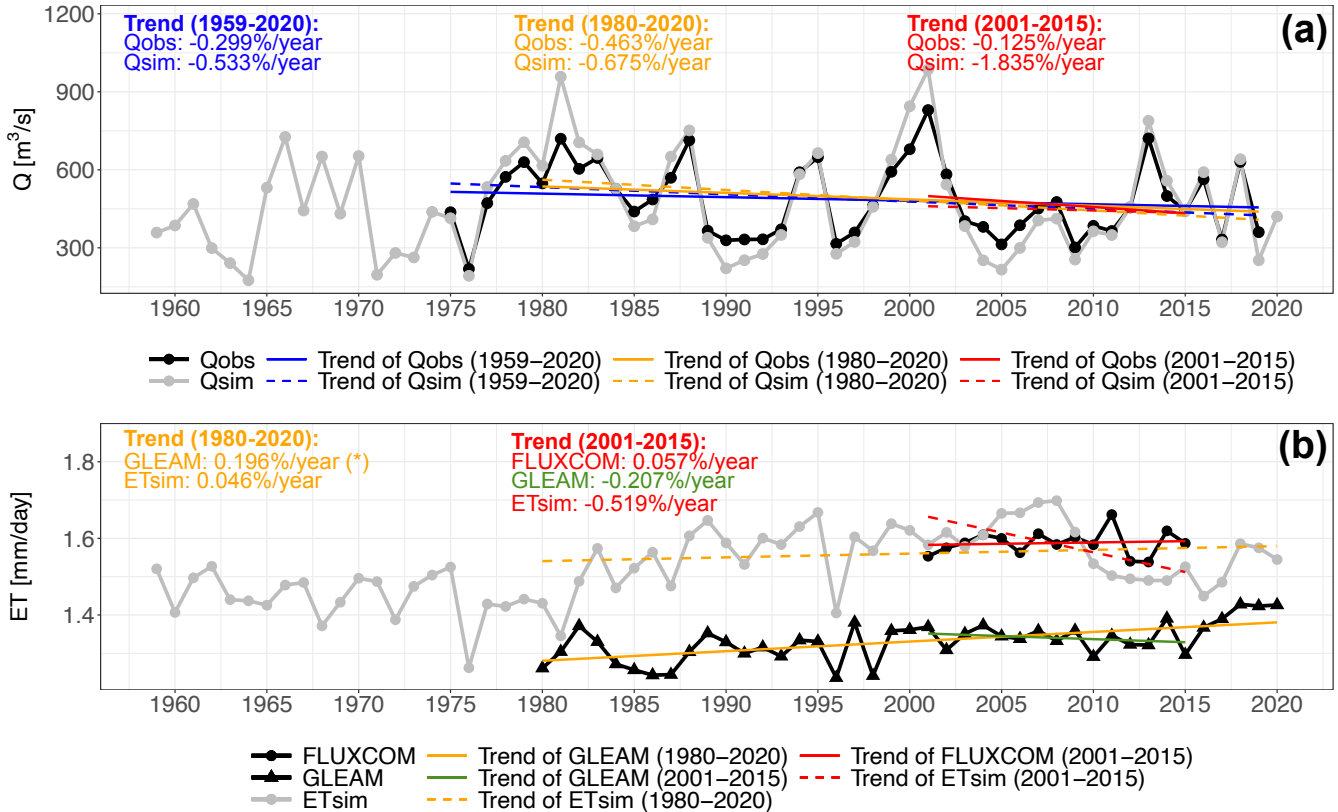 Trend (1959-2020):
Qobs: -0.299%/year
Qsim: -0.533%/year
Trend (1980-2020):
Qobs: -0.463%/year
Qsim: -0.675%/year
Trend (2001-2015):
Qobs: -0.125%/year
Qsim: -1.835%/year
(a)
Q [m³/s]
1200
900
600
300
1960 1965 1970 1975 1980 1985 1990 1995 2000 2005 2010 2015 2020
Qobs Trend of Qobs (1959−2020) Trend of Qobs (1980−2020) Trend of Qobs (2001−2015)
Qsim Trend of Qsim (1959−2020) Trend of Qsim (1980−2020) Trend of Qsim (2001−2015)
Trend (1980-2020):
GLEAM: 0.196%/year (*)
ETsim: 0.046%/year
Trend (2001-2015):
FLUXCOM: 0.057%/year
GLEAM: -0.207%/year
ETsim: -0.519%/year
(b)
ET [mm/day]
1.8
1.6
1.4
1960 1965 1970 1975 1980 1985 1990 1995 2000 2005 2010 2015 2020
FLUXCOM Trend of GLEAM (1980−2020) Trend of FLUXCOM (2001−2015)
GLEAM Trend of GLEAM (2001−2015) Trend of ETsim (2001−2015)
ETsim Trend of ETsim (1980−2020)